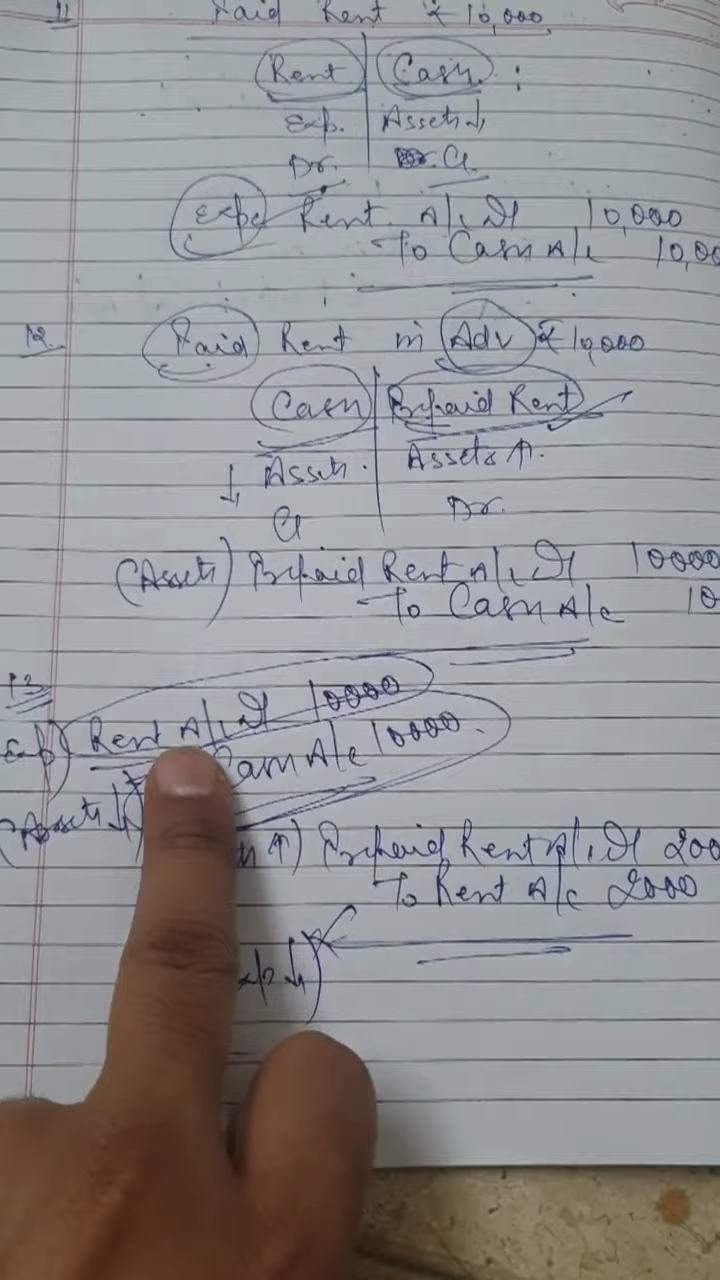 11 Paid Rent ₹ 10,000
Rent | Cash :
Exp. | Assets ↓
Dr. | Cr
Exp Rent A/c Dr 10,000
To Cash A/c 10,00
12. Paid Rent in Adv ₹ 10,000
Cash | Prepaid Rent
↓ Assets. | Assets ↑.
Cr | Dr.
(Assets) Prepaid Rent A/c Dr 10000
To Cash A/c 10
13
Exp) Rent A/c Dr 10000
Cash A/c 10000.
(Assets ↓)
↑) Prepaid Rent A/c Dr 200
To Rent A/c 2000
xp ↓)